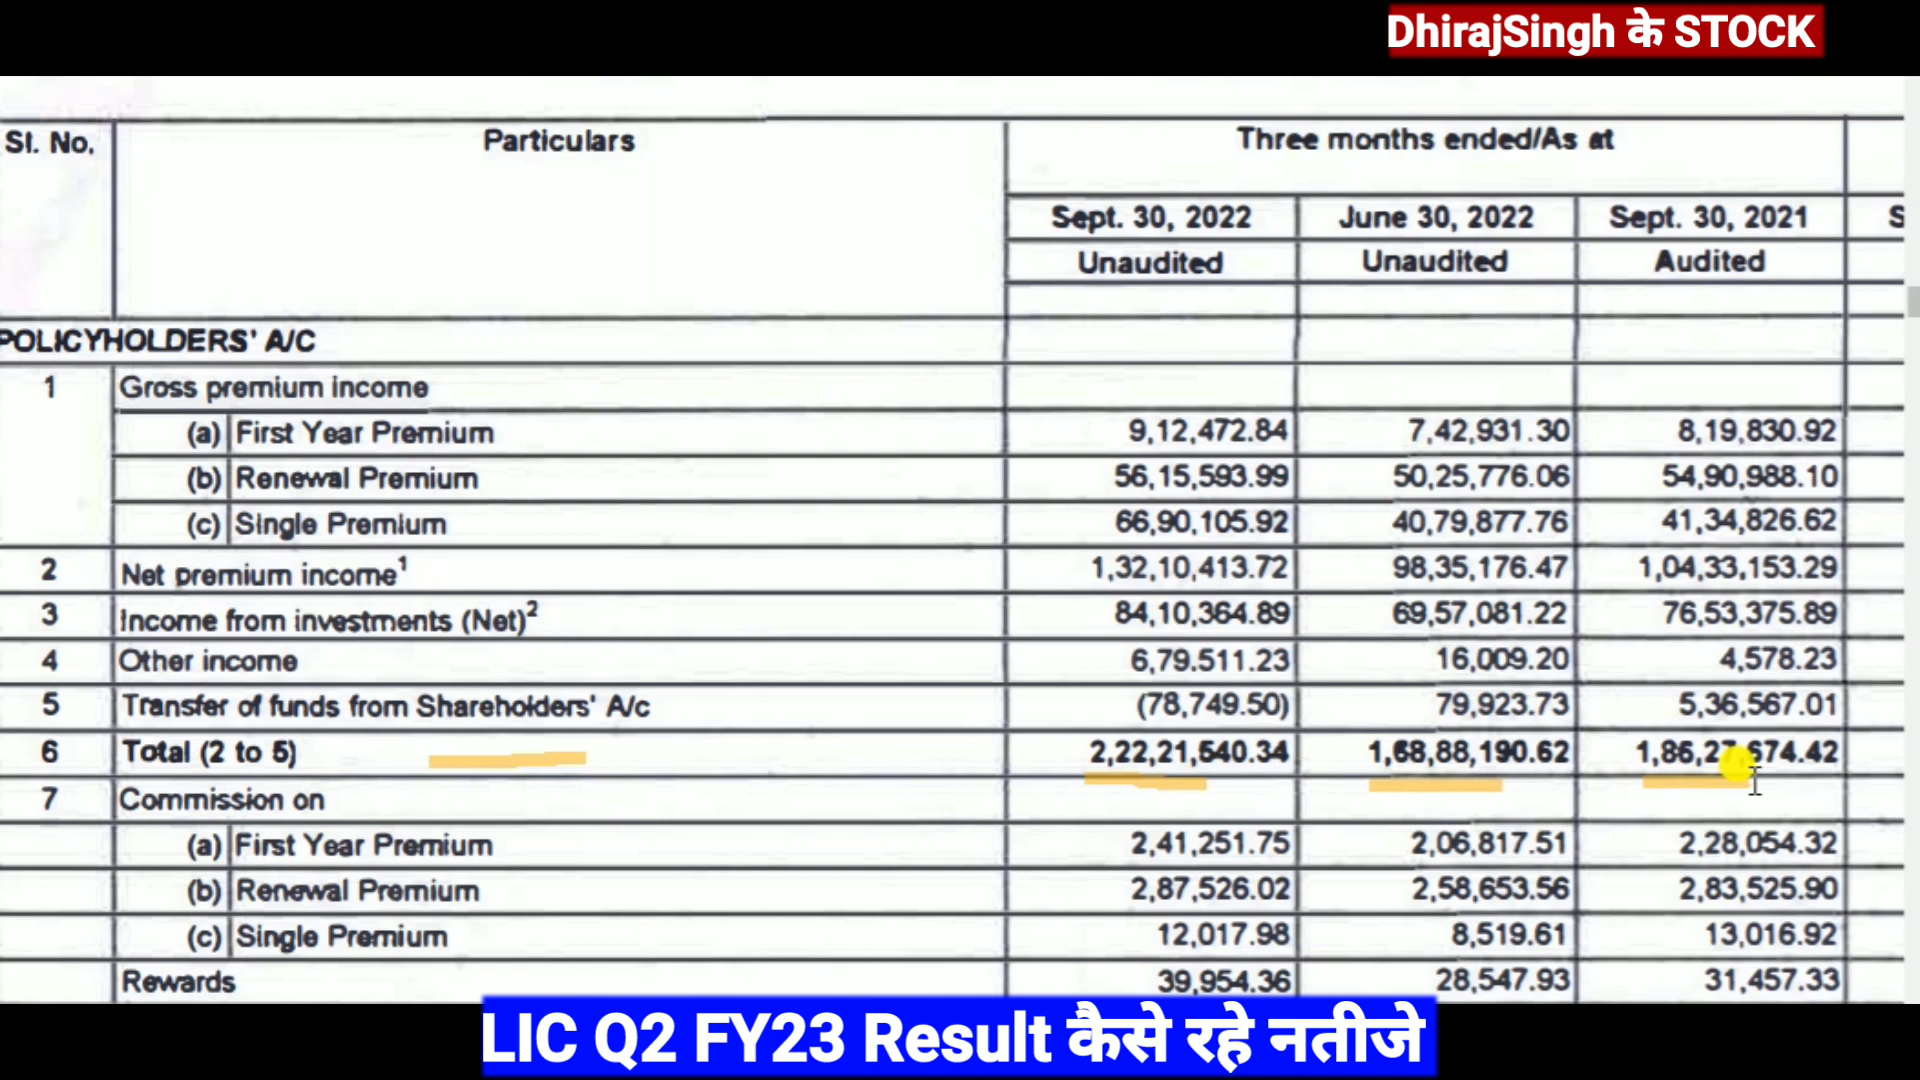 DhirajSingh के STOCK
Sl. No. Particulars Three months ended/As at
Sept. 30, 2022 June 30, 2022 Sept. 30, 2021 S
Unaudited Unaudited Audited
POLICYHOLDERS' A/C
1 Gross premium income
(a) First Year Premium 9,12,472.84 7,42,931.30 8,19,830.92
(b) Renewal Premium 56,15,593.99 50,25,776.06 54,90,988.10
(c) Single Premium 66,90,105.92 40,79,877.76 41,34,826.62
2 Net premium income¹ 1,32,10,413.72 98,35,176.47 1,04,33,153.29
3 Income from investments (Net)² 84,10,364.89 69,57,081.22 76,53,375.89
4 Other income 6,79.511.23 16,009.20 4,578.23
5 Transfer of funds from Shareholders' A/c (78,749.50) 79,923.73 5,36,567.01
6 Total (2 to 5) 2,22,21,540.34 1,68,88,190.62 1,86,27,674.42
7 Commission on
(a) First Year Premium 2,41,251.75 2,06,817.51 2,28,054.32
(b) Renewal Premium 2,87,526.02 2,58,653.56 2,83,525.90
(c) Single Premium 12,017.98 8,519.61 13,016.92
Rewards 39,954.36 28,547.93 31,457.33
LIC Q2 FY23 Result कैसे रहे नतीजे